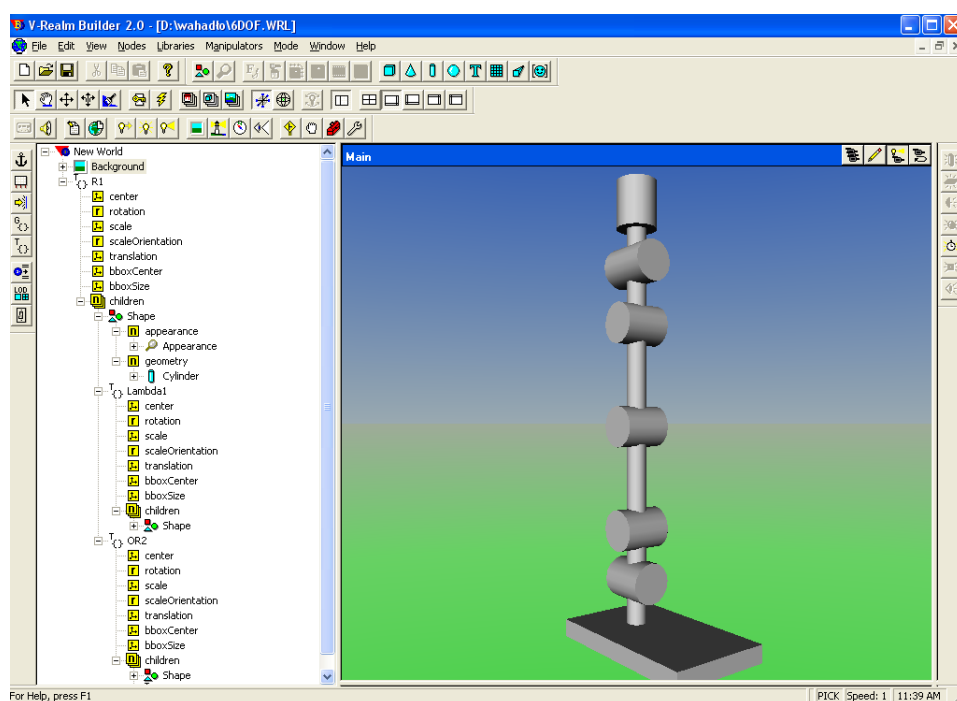 V-Realm Builder 2.0 - [D:\wahadło\6DOF.WRL]
File Edit View Nodes Libraries Manipulators Mode Window Help
New World
Background
R1
center
rotation
scale
scaleOrientation
translation
bboxCenter
bboxSize
children
Shape
appearance
Appearance
geometry
Cylinder
Lambda1
center
rotation
scale
scaleOrientation
translation
bboxCenter
bboxSize
children
Shape
OR2
center
rotation
scale
scaleOrientation
translation
bboxCenter
bboxSize
children
Shape
Main
For Help, press F1
PICK Speed: 1 11:39 AM